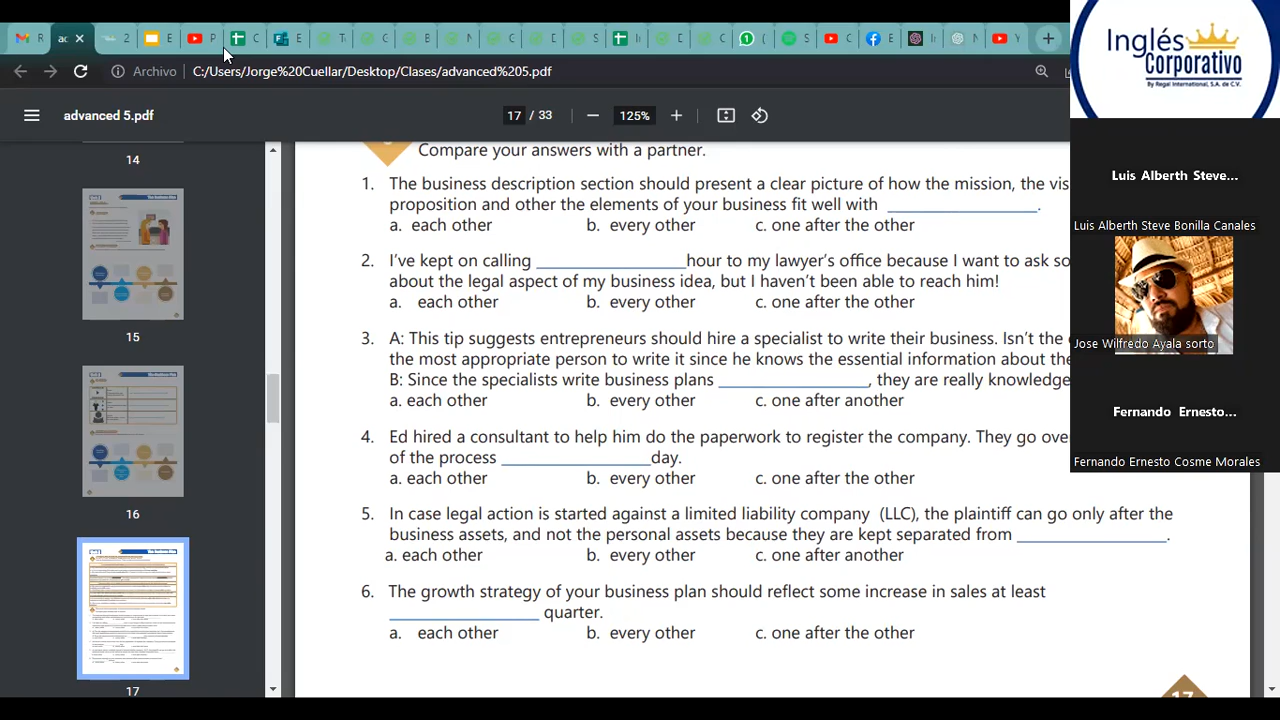 Archivo
C:/Users/Jorge%20Cuellar/Desktop/Clases/advanced%205.pdf
advanced 5.pdf
17 / 33
125%
14
15
16
17
Compare your answers with a partner.
1. The business description section should present a clear picture of how the mission, the vis
proposition and other the elements of your business fit well with ________________.
a. each other b. every other c. one after the other
2. I've kept on calling ________________hour to my lawyer's office because I want to ask so
about the legal aspect of my business idea, but I haven't been able to reach him!
a. each other b. every other c. one after the other
3. A: This tip suggests entrepreneurs should hire a specialist to write their business. Isn't the
the most appropriate person to write it since he knows the essential information about the
B: Since the specialists write business plans ________________, they are really knowledge
a. each other b. every other c. one after another
4. Ed hired a consultant to help him do the paperwork to register the company. They go ove
of the process ________________day.
a. each other b. every other c. one after the other
5. In case legal action is started against a limited liability company (LLC), the plaintiff can go only after the
business assets, and not the personal assets because they are kept separated from ________________.
a. each other b. every other c. one after another
6. The growth strategy of your business plan should reflect some increase in sales at least
________________ quarter.
a. each other b. every other c. one after the other
17
Inglés
Corporativo
By Regal International, S.A. de C.V.
Luis Alberth Steve...
Luis Alberth Steve Bonilla Canales
Jose Wilfredo Ayala sorto
Fernando Ernesto...
Fernando Ernesto Cosme Morales